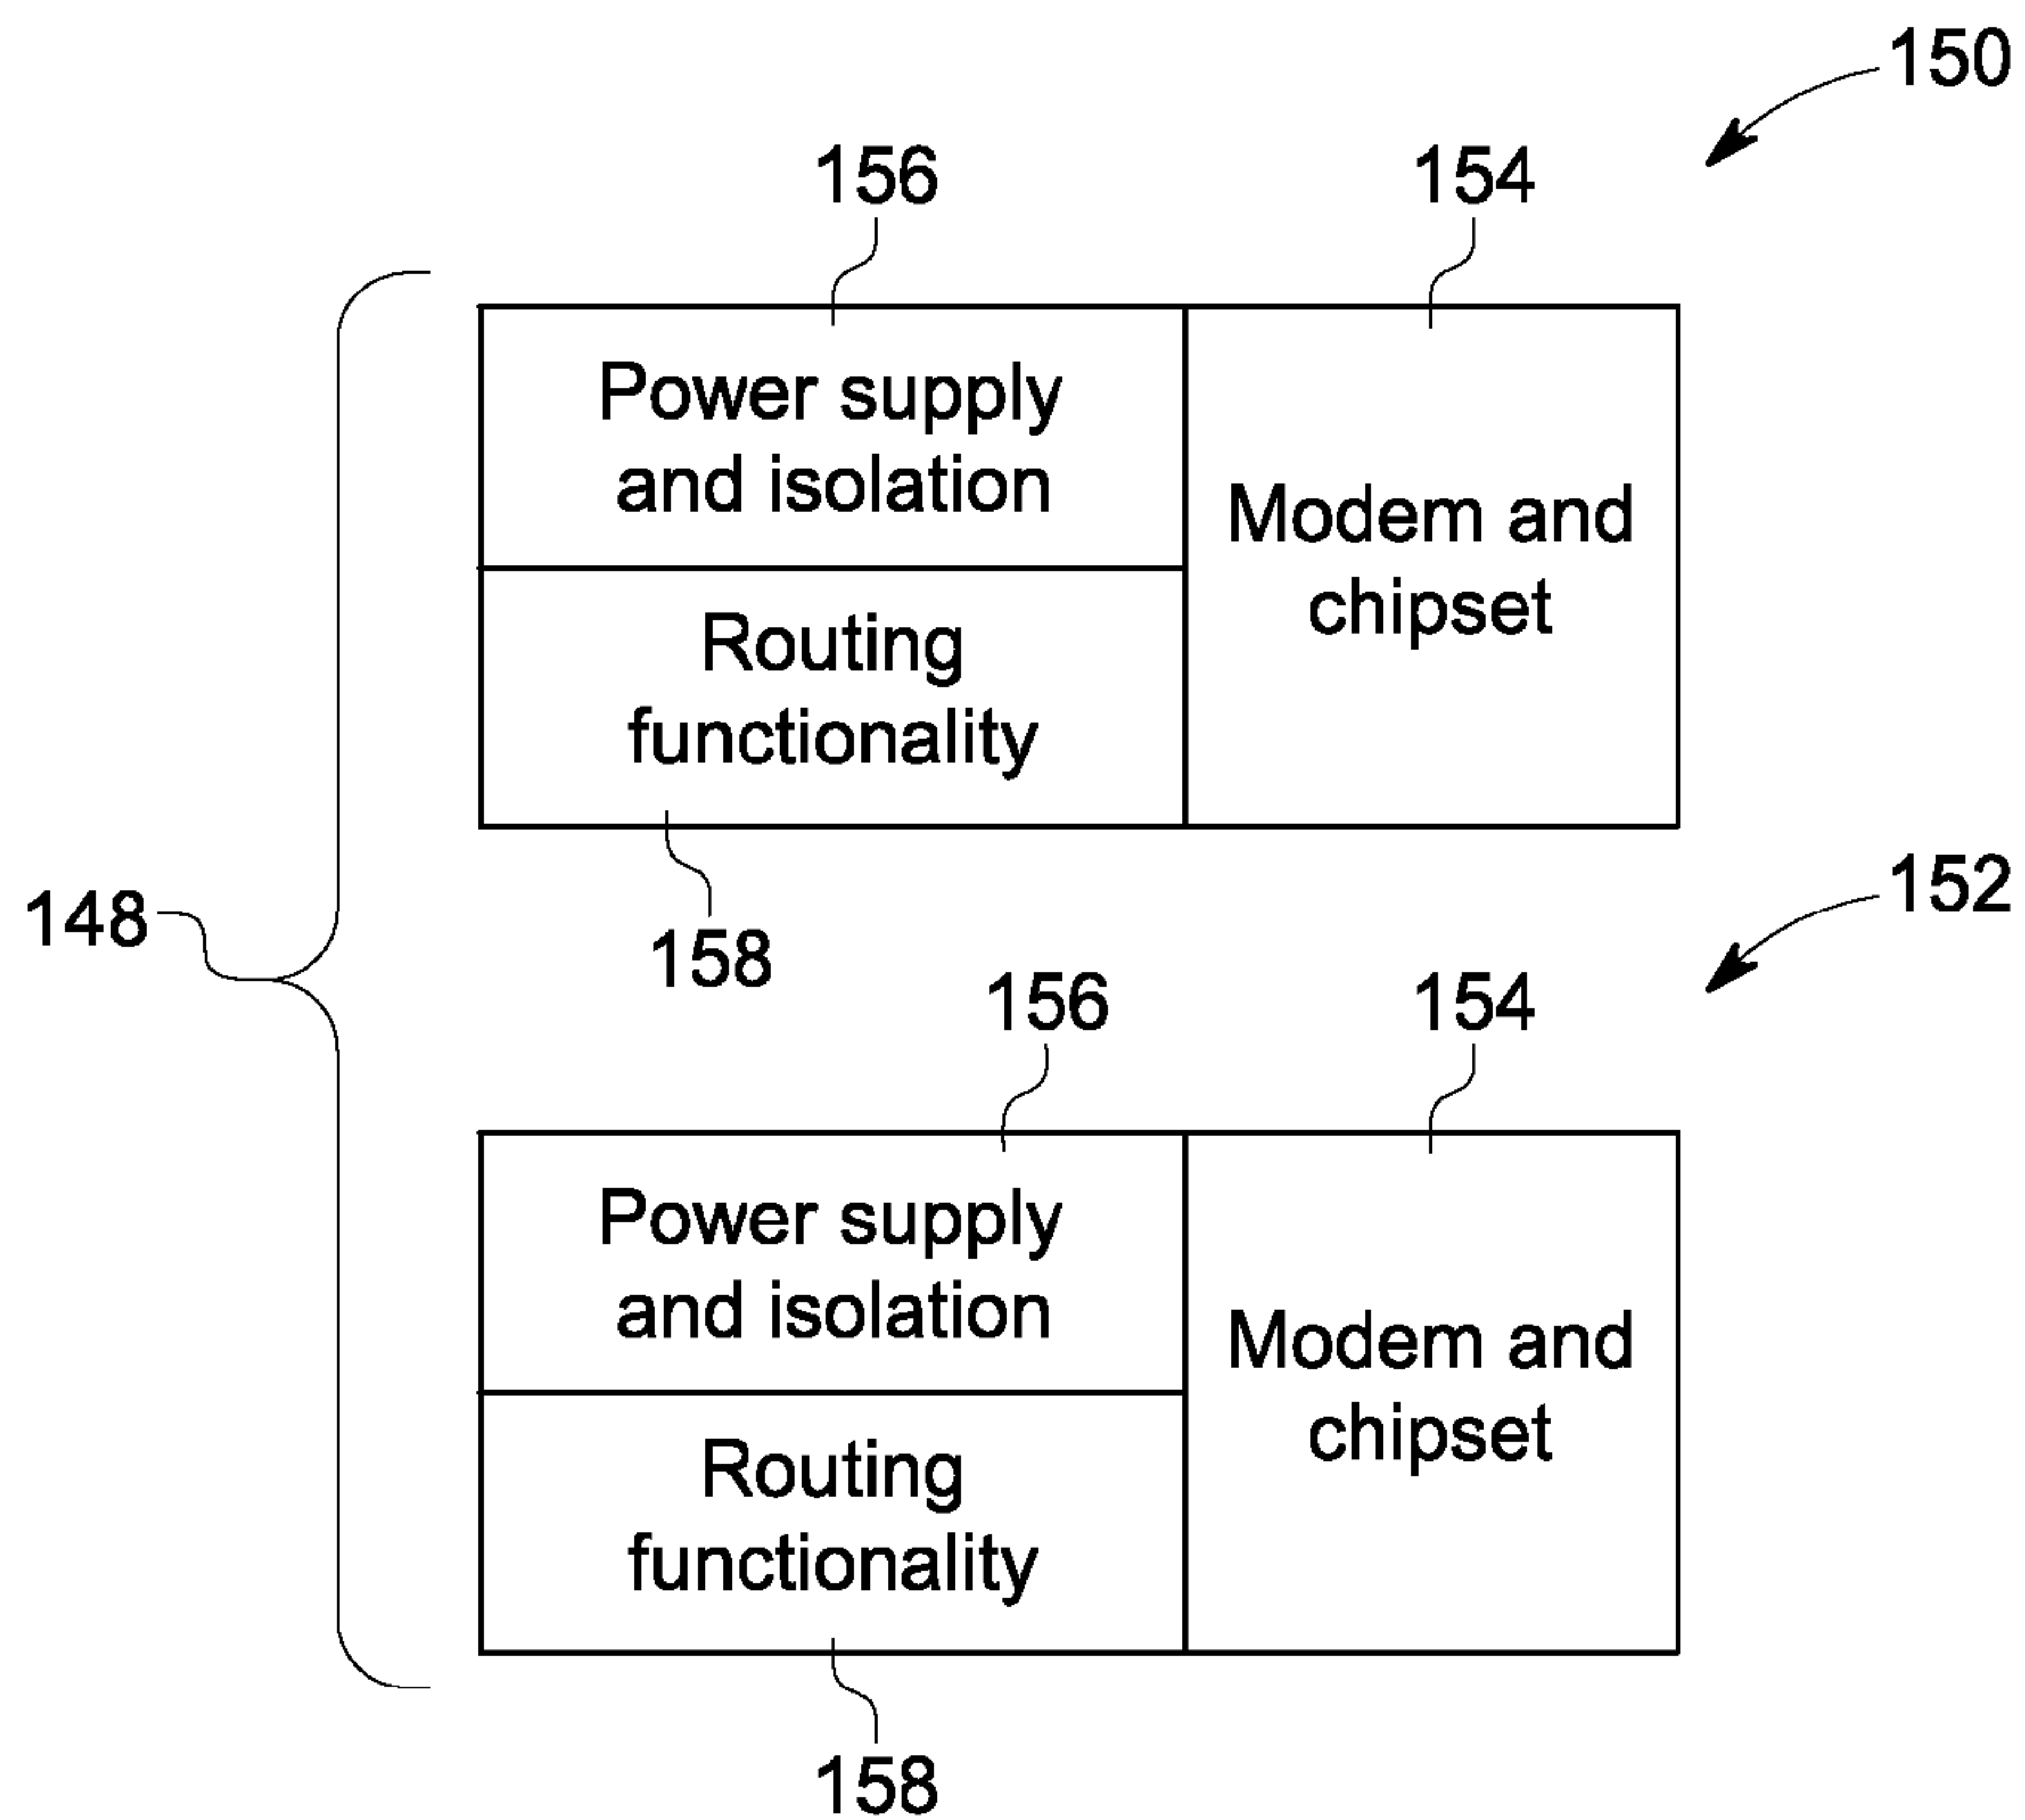 150
156
154
Power supply
and isolation
Modem and
chipset
Routing
functionality
148
158
152
156
154
Power supply
and isolation
Modem and
chipset
Routing
functionality
158